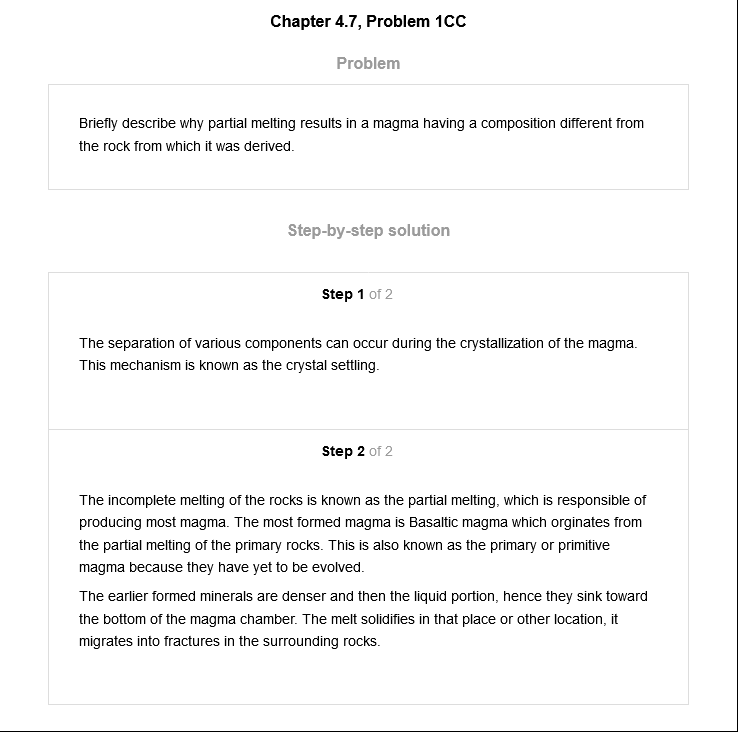 Chapter 4.7, Problem 1CC
Problem
Briefly describe why partial melting results in a magma having a composition different from
the rock from which it was derived.
Step-by-step solution
Step 1 of 2
The separation of various components can occur during the crystallization of the magma.
This mechanism is known as the crystal settling.
Step 2 of 2
The incomplete melting of the rocks is known as the partial melting, which is responsible of
producing most magma. The most formed magma is Basaltic magma which orginates from
the partial melting of the primary rocks. This is also known as the primary or primitive
magma because they have yet to be evolved.
The earlier formed minerals are denser and then the liquid portion, hence they sink toward
the bottom of the magma chamber. The melt solidifies in that place or other location, it
migrates into fractures in the surrounding rocks.